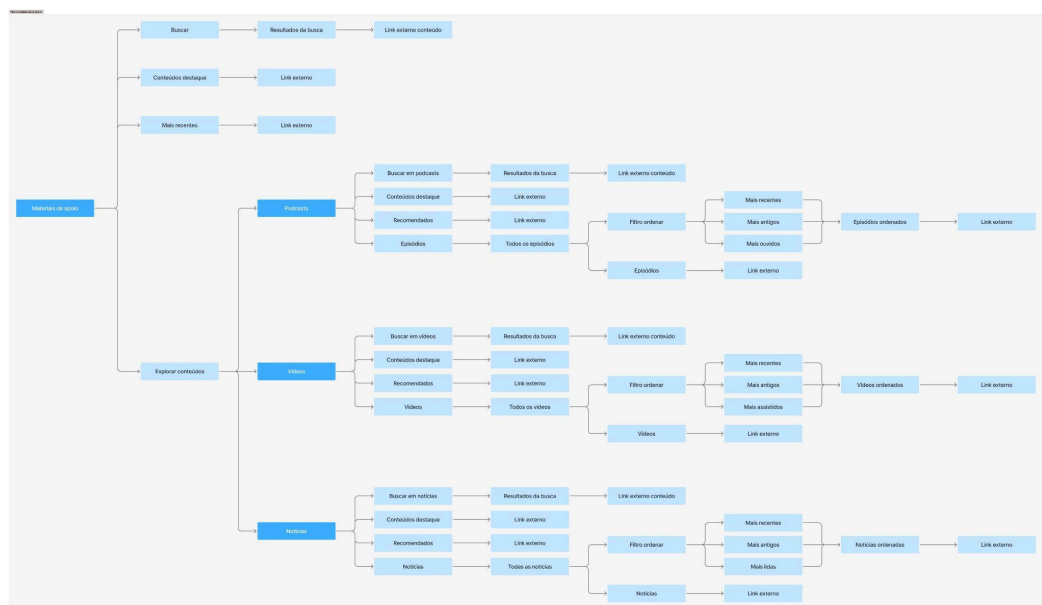 Buscar
Resultados da busca
Link externo conteúdo
Conteúdos destaque
Link externo
Mais recentes
Link externo
Materiais de apoio
Podcasts
Buscar em podcasts
Resultados da busca
Link externo conteúdo
Conteúdos destaque
Link externo
Recomendados
Link externo
Episódios
Todos os episódios
Filtro ordenar
Mais recentes
Mais antigos
Mais ouvidos
Episódios ordenados
Link externo
Episódios
Link externo
Explorar conteúdos
Vídeos
Buscar em vídeos
Resultados da busca
Link externo conteúdo
Conteúdos destaque
Link externo
Recomendados
Link externo
Vídeos
Todos os vídeos
Filtro ordenar
Mais recentes
Mais antigos
Mais assistidos
Vídeos ordenados
Link externo
Vídeos
Link externo
Notícias
Buscar em notícias
Resultados da busca
Link externo conteúdo
Conteúdos destaque
Link externo
Recomendados
Link externo
Notícias
Todas as notícias
Filtro ordenar
Mais recentes
Mais antigos
Mais lidas
Notícias ordenadas
Link externo
Notícias
Link externo